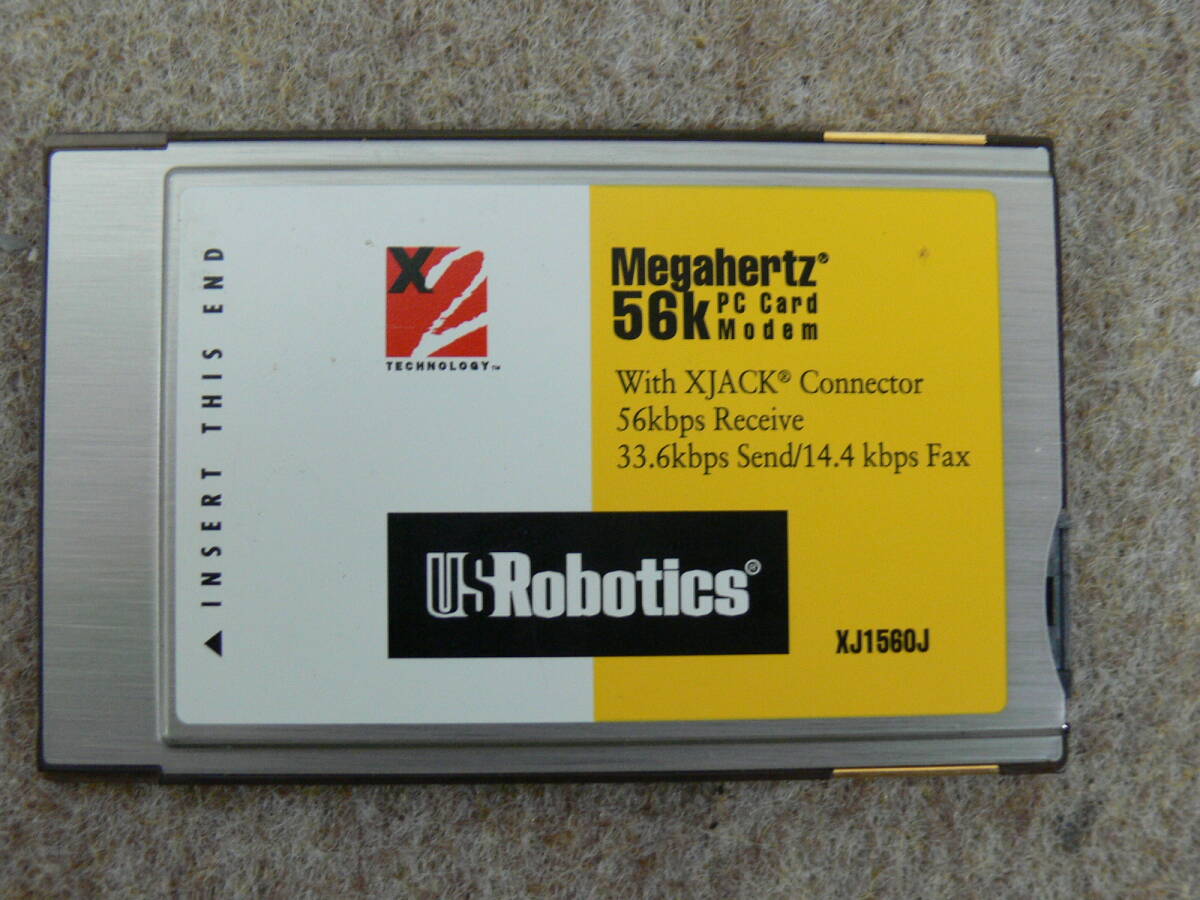 INSERT THIS END
X2
TECHNOLOGY™
Megahertz®
56k PC Card
Modem
With XJACK® Connector
56kbps Receive
33.6kbps Send/14.4 kbps Fax
USRobotics®
XJ1560J